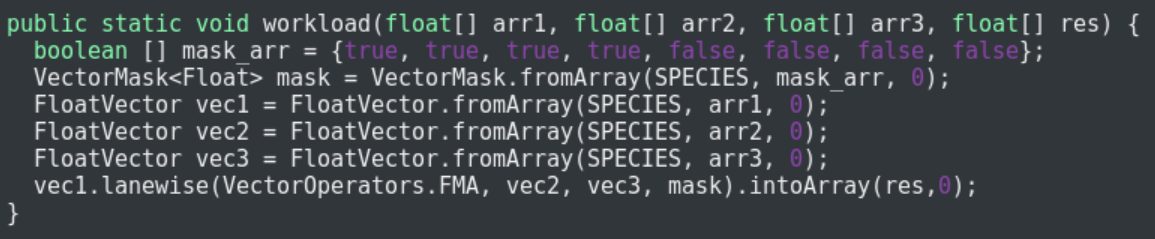 public static void workload(float[] arr1, float[] arr2, float[] arr3, float[] res) {
  boolean [] mask_arr = {true, true, true, true, false, false, false, false};
  VectorMask<Float> mask = VectorMask.fromArray(SPECIES, mask_arr, 0);
  FloatVector vec1 = FloatVector.fromArray(SPECIES, arr1, 0);
  FloatVector vec2 = FloatVector.fromArray(SPECIES, arr2, 0);
  FloatVector vec3 = FloatVector.fromArray(SPECIES, arr3, 0);
  vec1.lanewise(VectorOperators.FMA, vec2, vec3, mask).intoArray(res,0);
}